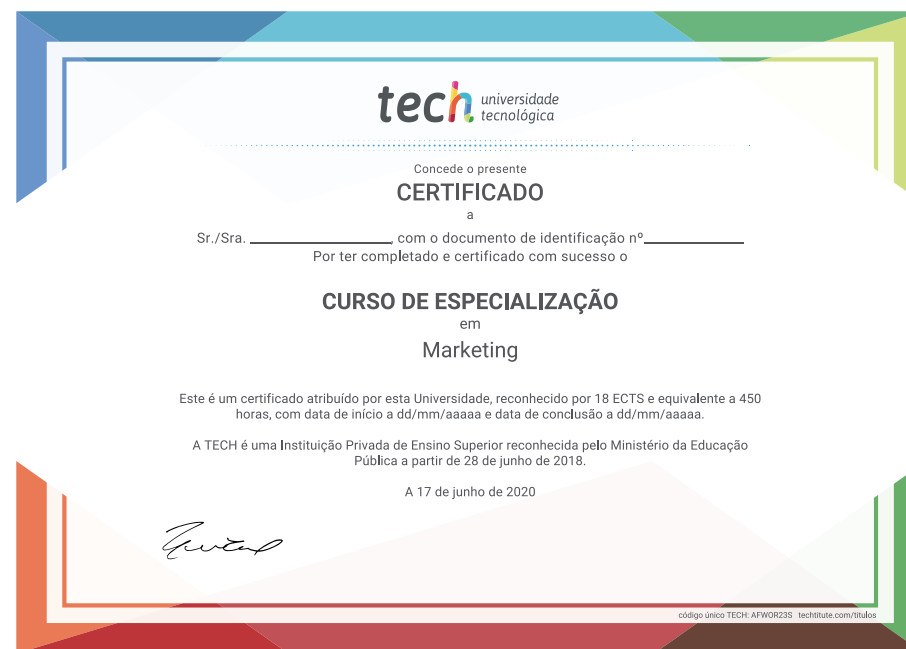 tech universidade
tecnológica
Concede o presente
CERTIFICADO
a
Sr./Sra. ____________________, com o documento de identificação nº______________
Por ter completado e certificado com sucesso o
CURSO DE ESPECIALIZAÇÃO
em
Marketing
Este é um certificado atribuído por esta Universidade, reconhecido por 18 ECTS e equivalente a 450
horas, com data de início a dd/mm/aaaaa e data de conclusão a dd/mm/aaaaa.
A TECH é uma Instituição Privada de Ensino Superior reconhecida pelo Ministério da Educação
Pública a partir de 28 de junho de 2018.
A 17 de junho de 2020
código único TECH: AFWOR23S techtitute.com/titulos